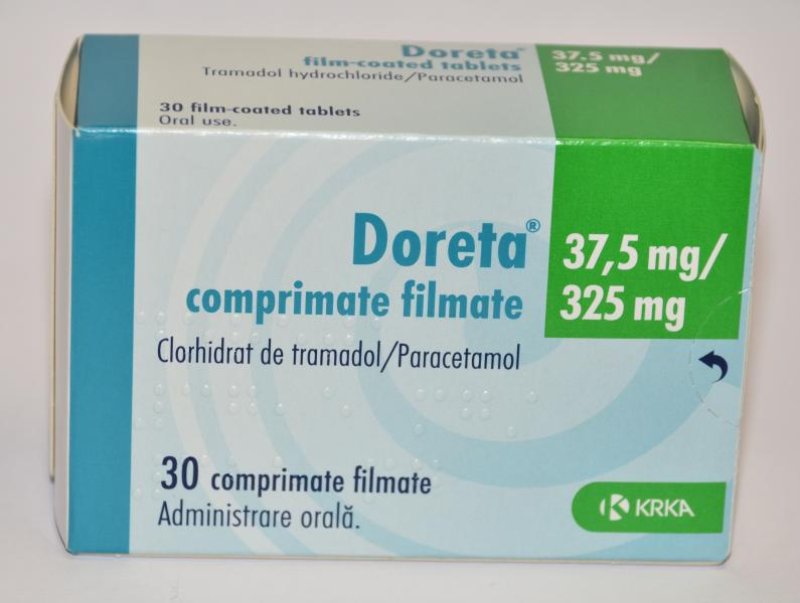 Doreta®
film-coated tablets
Tramadol hydrochloride/Paracetamol
37.5 mg/
325 mg
30 film-coated tablets
Oral use.
Doreta®
comprimate filmate
37,5 mg/
325 mg
Clorhidrat de tramadol/Paracetamol
30 comprimate filmate
Administrare orală.
KRKA